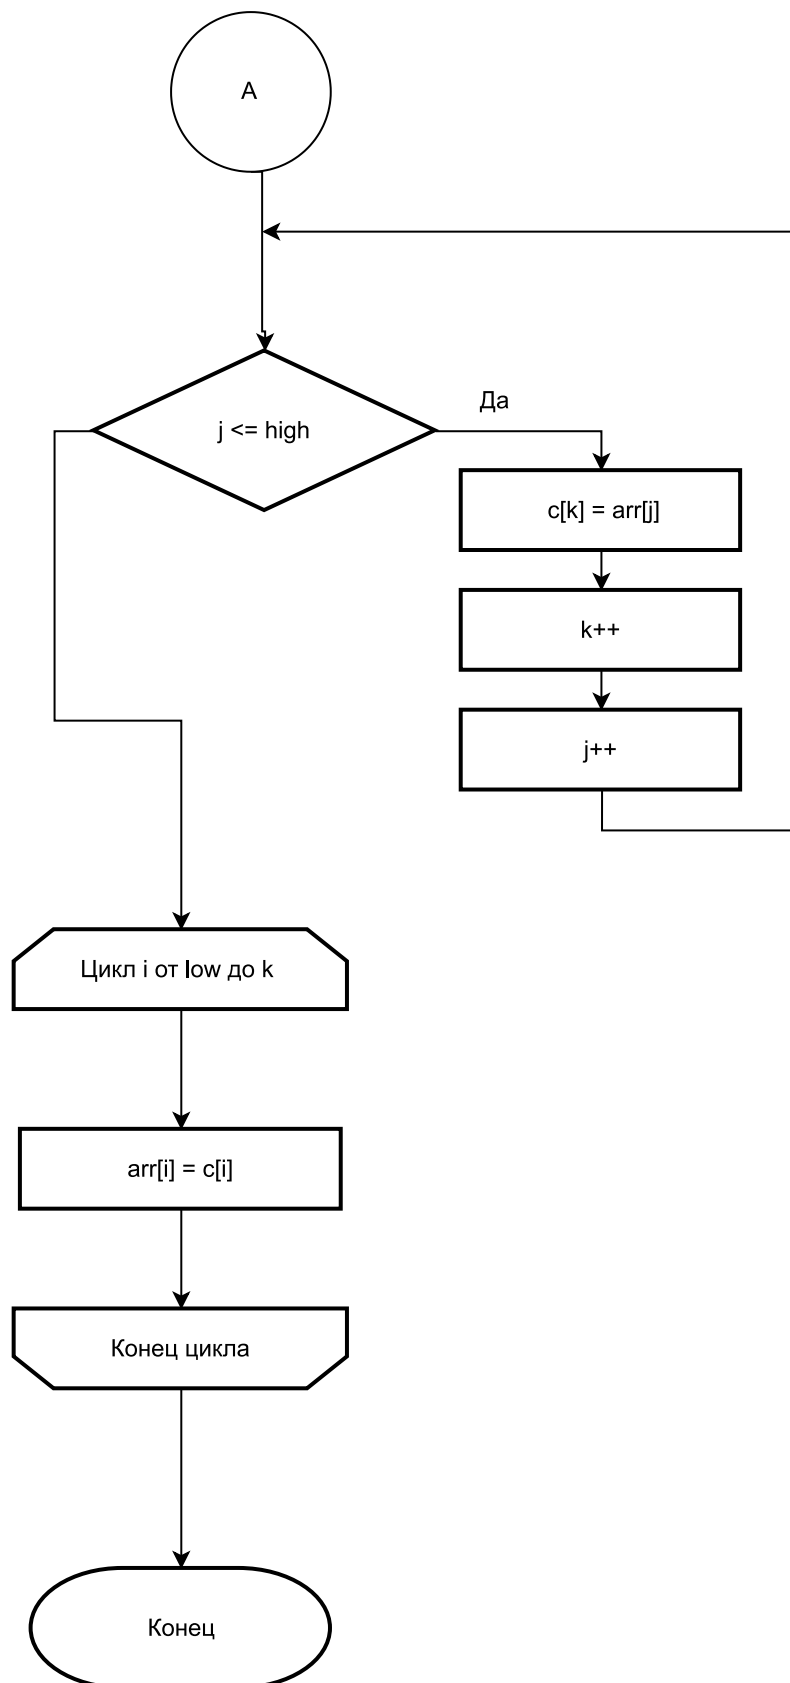 A
j <= high
Да
c[k] = arr[j]
k++
j++
Цикл i от low до k
arr[i] = c[i]
Конец цикла
Конец